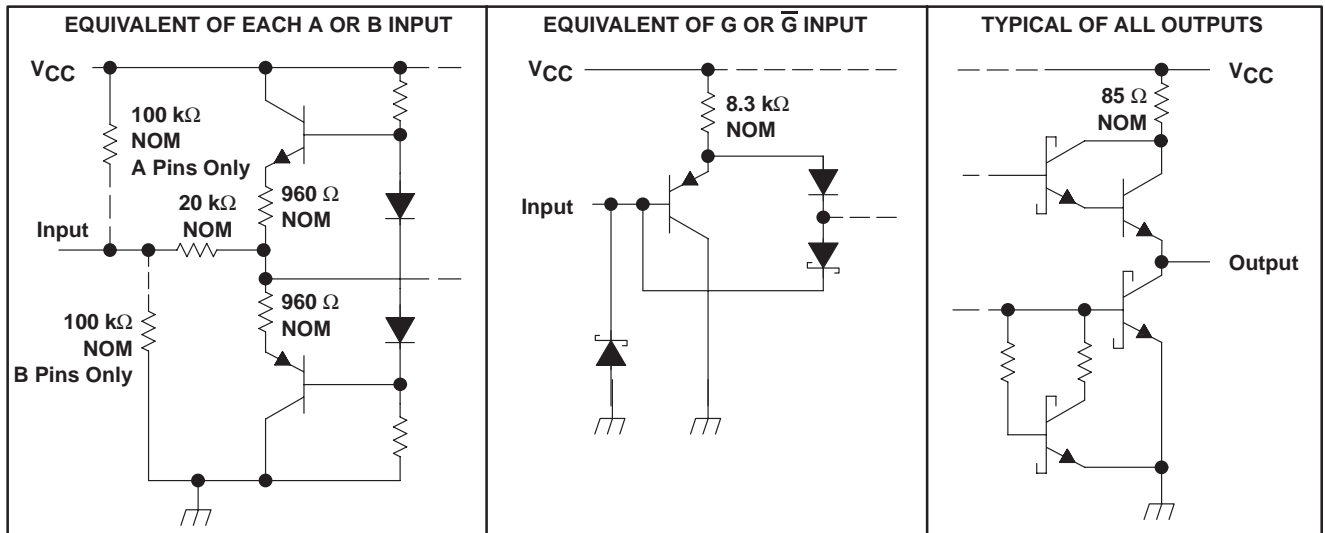 EQUIVALENT OF EACH A OR B INPUT
VCC
100 kΩ
NOM
A Pins Only
20 kΩ
NOM
960 Ω
NOM
Input
960 Ω
NOM
100 kΩ
NOM
B Pins Only
EQUIVALENT OF G OR G̅ INPUT
VCC
8.3 kΩ
NOM
Input
TYPICAL OF ALL OUTPUTS
VCC
85 Ω
NOM
Output